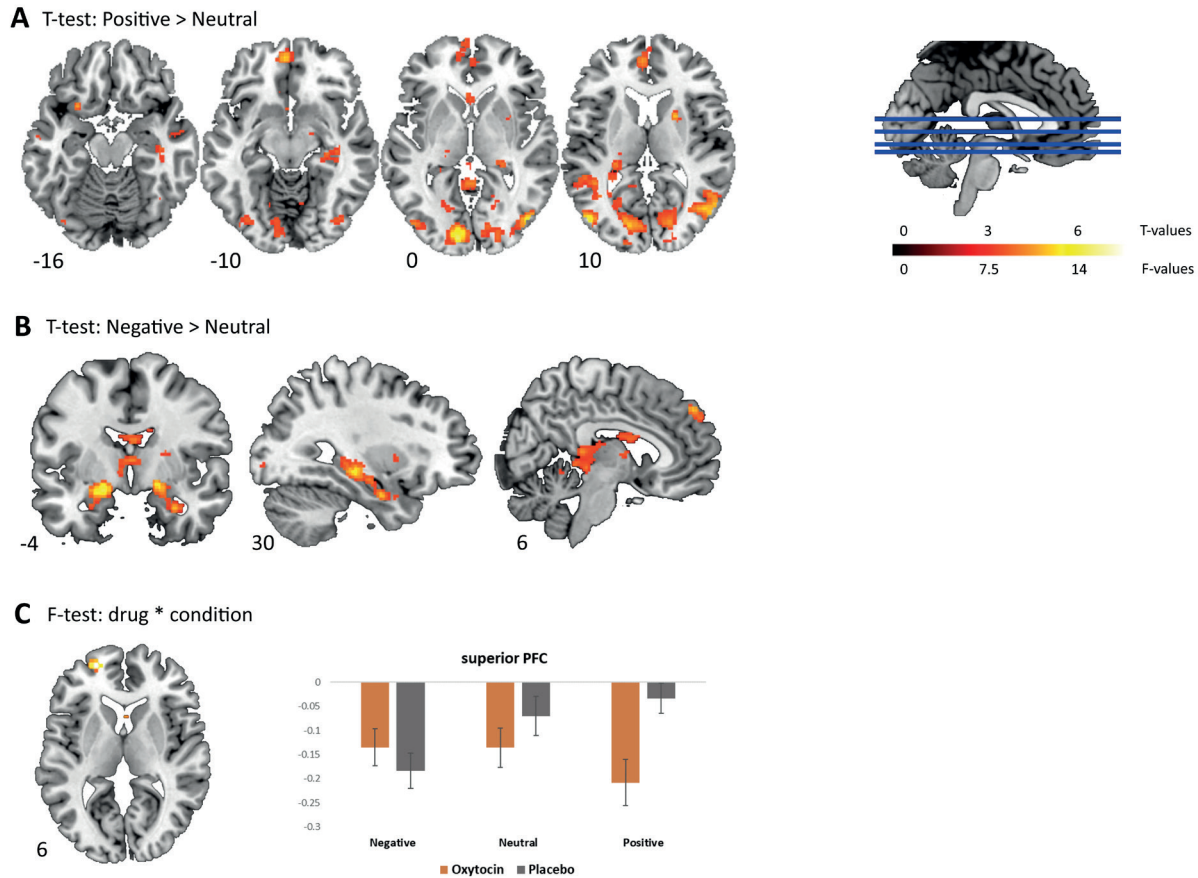 A T-test: Positive > Neutral
-16
-10
0
10
0 3 6 T-values
0 7.5 14 F-values
B T-test: Negative > Neutral
-4
30
6
C F-test: drug * condition
6
superior PFC
0
-0.05
-0.1
-0.15
-0.2
-0.25
-0.3
Negative Neutral Positive
Oxytocin Placebo